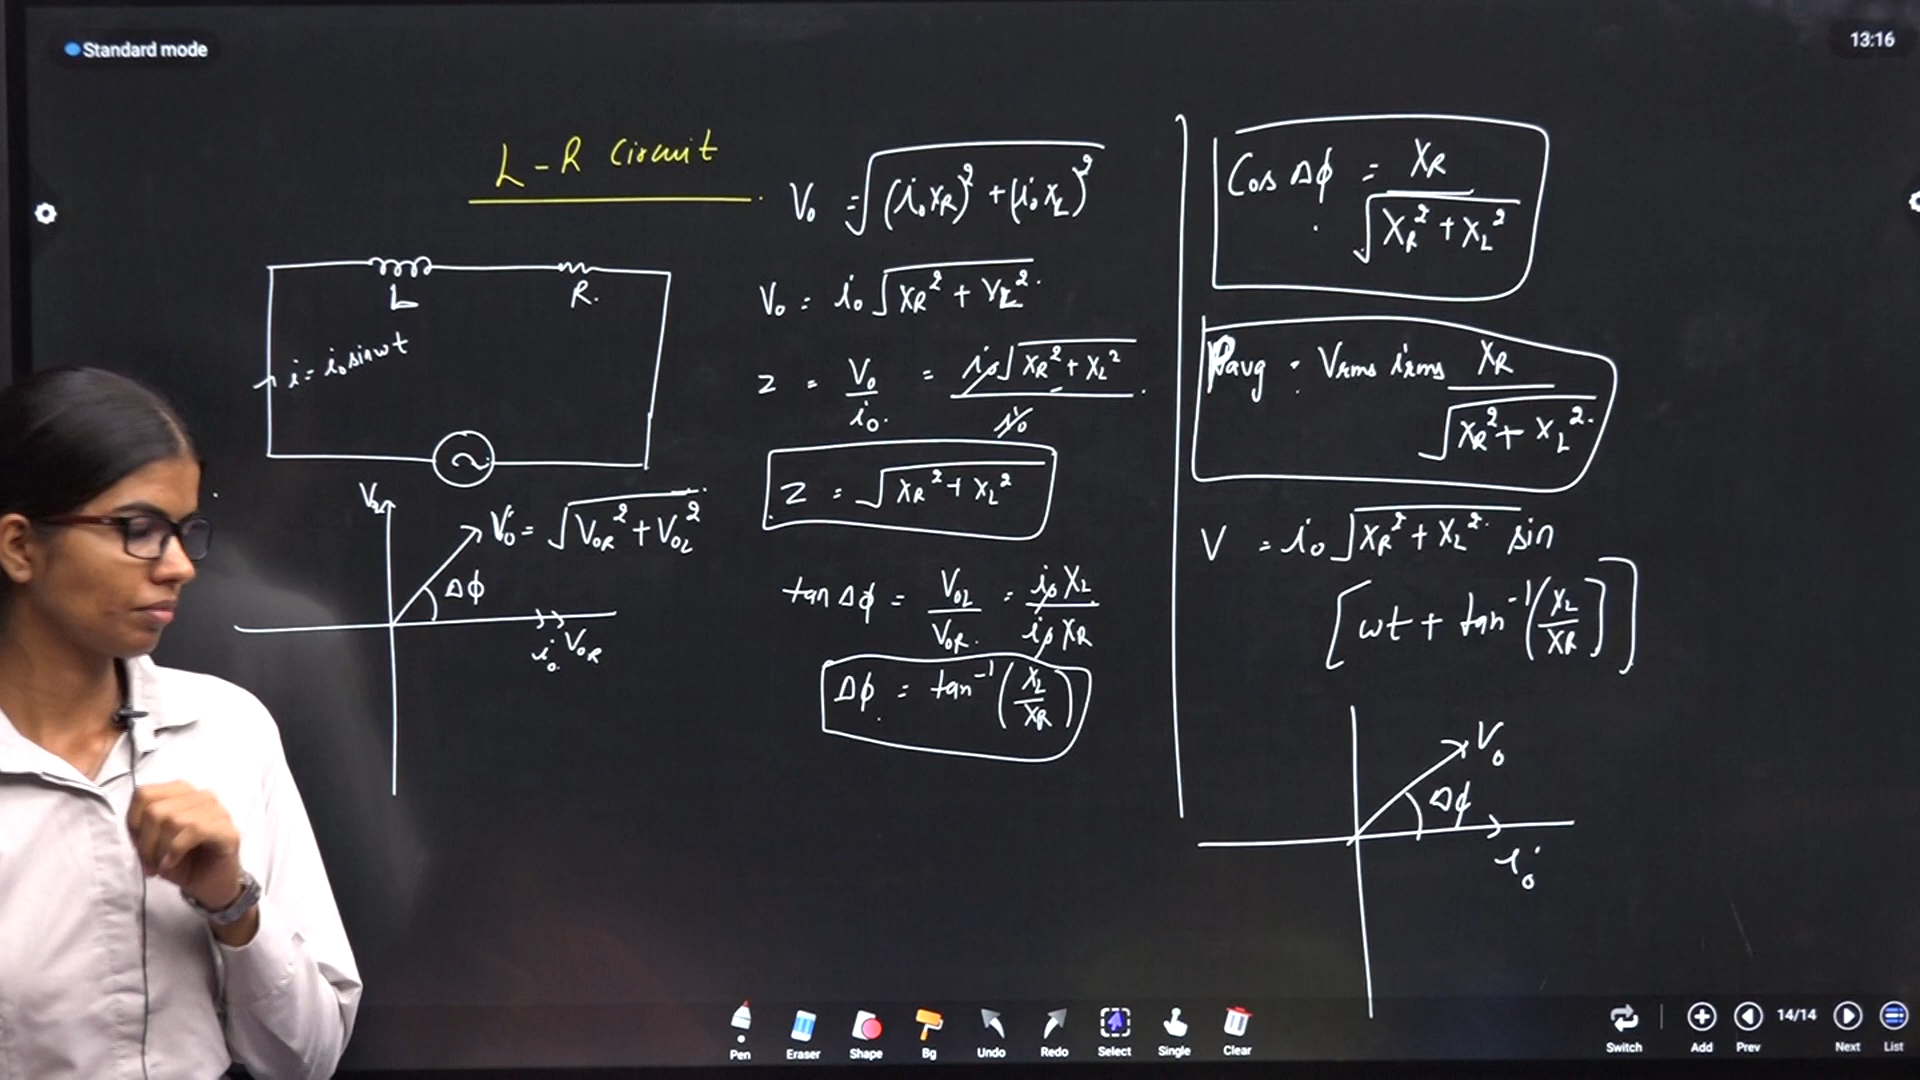 Standard mode
13:16
L-R Circuit
L
R.
i = i₀ sinωt
V₀ = √(V₀R² + V₀L²)
Δϕ
i₀ V₀R
V₀ = √((i₀XR)² + (i₀XL)²)
V₀ = i₀√(XR² + VL²)
Z = V₀/i₀ = i₀√(XR² + XL²)/i₀
Z = √(XR² + XL²)
tan Δϕ = V₀L/V₀R = i₀XL/i₀XR
Δϕ = tan⁻¹(XL/XR)
Cos Δϕ = XR/√(XR² + XL²)
Pavg = Vrms irms XR/√(XR² + XL²)
V = i₀√(XR² + XL²) sin
[ωt + tan⁻¹(XL/XR)]
V₀
Δϕ
i₀
Pen Eraser Shape Bg Undo Redo Select Single Clear
Switch Add Prev 14/14 Next List